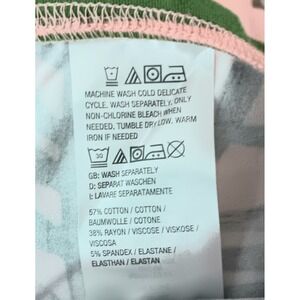 MACHINE WASH COLD DELICATE
CYCLE. WASH SEPARATELY. ONLY
NON-CHLORINE BLEACH WHEN
NEEDED. TUMBLE DRY LOW. WARM
IRON IF NEEDED
30
GB: WASH SEPARATELY
D: SEPARAT WASCHEN
I: LAVARE SEPARATAMENTE
57% COTTON / COTON /
BAUMWOLLE / COTONE
38% RAYON / VISCOSE / VISKOSE /
VISCOSA
5% SPANDEX / ELASTANE /
ELASTHAN / ELASTAN